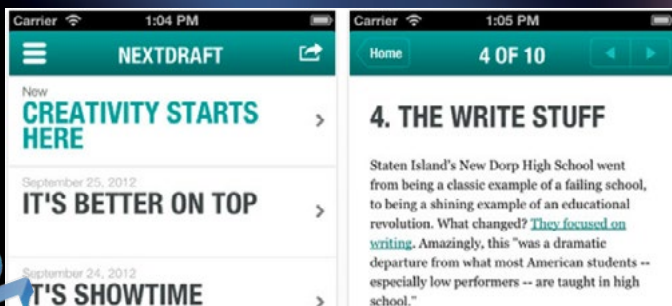 Carrier 1:04 PM
NEXTDRAFT
New
CREATIVITY STARTS
HERE
September 25, 2012
IT'S BETTER ON TOP
September 24, 2012
IT'S SHOWTIME
Carrier 1:05 PM
Home 4 OF 10
4. THE WRITE STUFF
Staten Island's New Dorp High School went
from being a classic example of a failing school,
to being a shining example of an educational
revolution. What changed? They focused on
writing. Amazingly, this "was a dramatic
departure from what most American students --
especially low performers -- are taught in high
school."